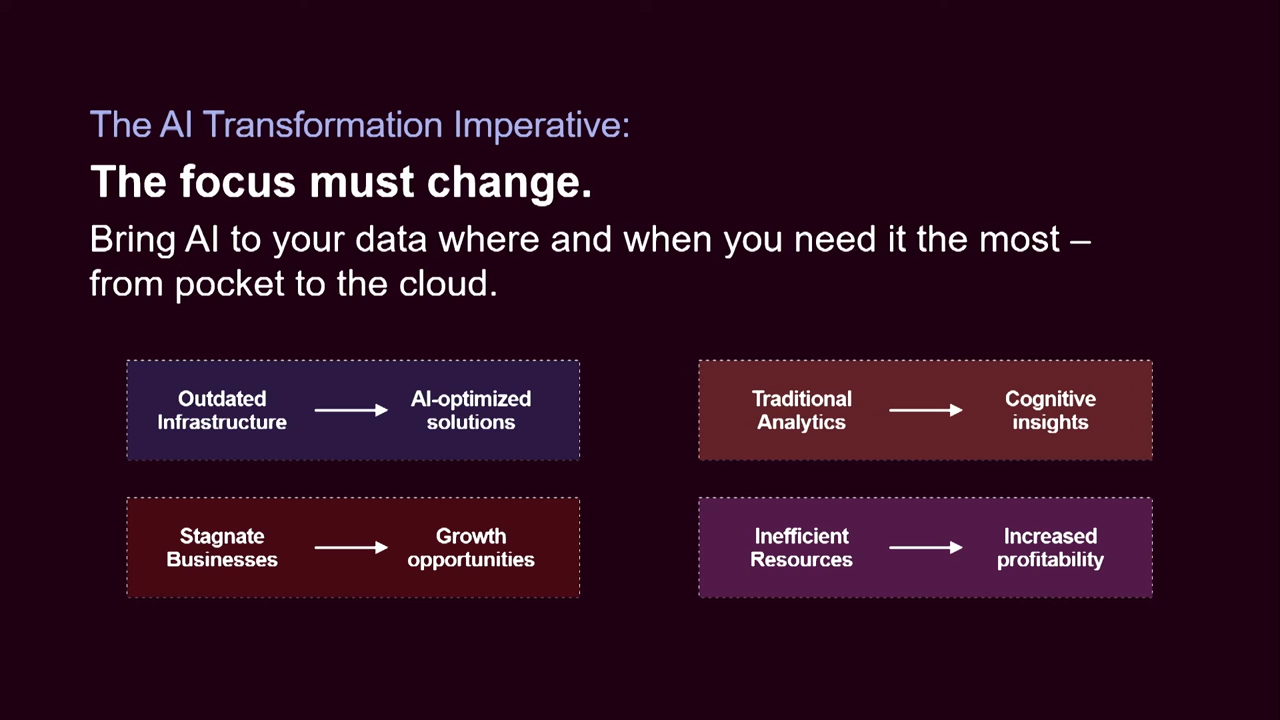 The AI Transformation Imperative:
The focus must change.
Bring AI to your data where and when you need it the most –
from pocket to the cloud.
Outdated
Infrastructure
AI-optimized
solutions
Traditional
Analytics
Cognitive
insights
Stagnate
Businesses
Growth
opportunities
Inefficient
Resources
Increased
profitability